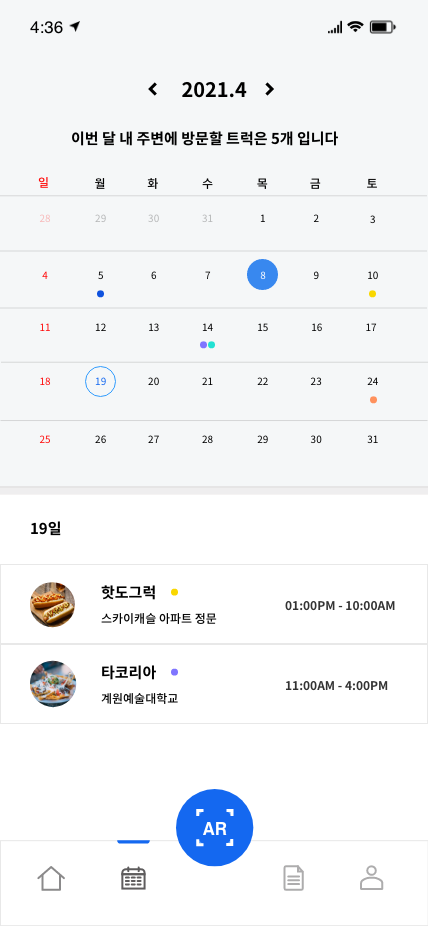 4:36
2021.4
이번 달 내 주변에 방문할 트럭은 5개 입니다
일 월 화 수 목 금 토
28 29 30 31 1 2 3
4 5 6 7 8 9 10
11 12 13 14 15 16 17
18 19 20 21 22 23 24
25 26 27 28 29 30 31
19일
핫도그럭
스카이캐슬 아파트 정문
01:00PM - 10:00AM
타코리아
계원예술대학교
11:00AM - 4:00PM
AR